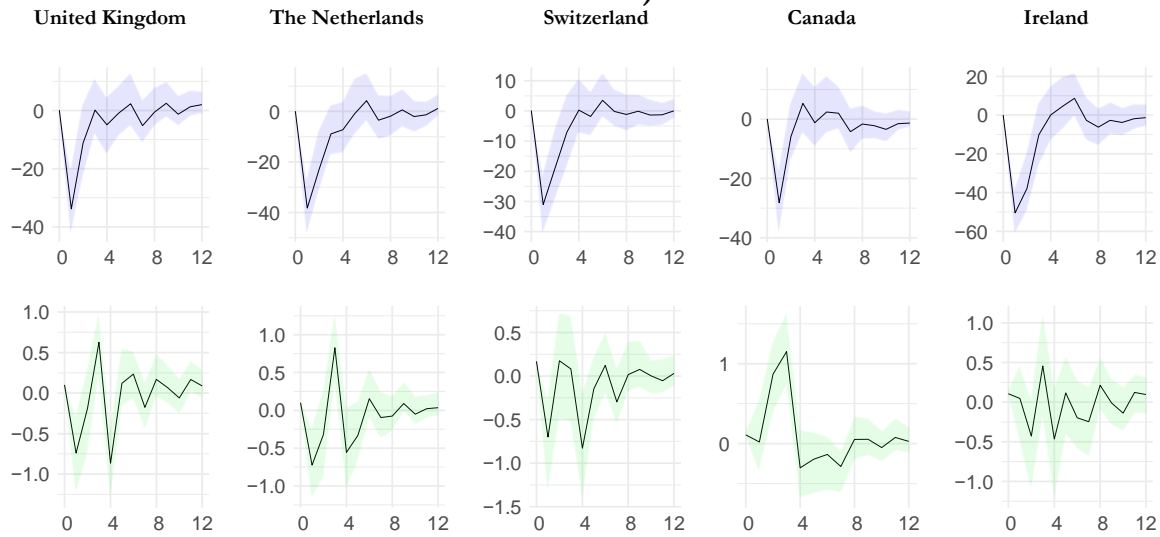 United Kingdom The Netherlands Switzerland Canada Ireland
0 0 10 0 20
−20 −20 0 −20 0
−40 −40 −10 −40 −20
−20 −40
−30 −60
−40
0 4 8 12 0 4 8 12 0 4 8 12 0 4 8 12 0 4 8 12
1.0 1.0 0.5 1 1.0
0.5 0.5 0.0 0 0.5
0.0 0.0 −0.5 0.0
−0.5 −0.5 −1.0 −0.5
−1.0 −1.0 −1.5 −1.0
0 4 8 12 0 4 8 12 0 4 8 12 0 4 8 12 0 4 8 12